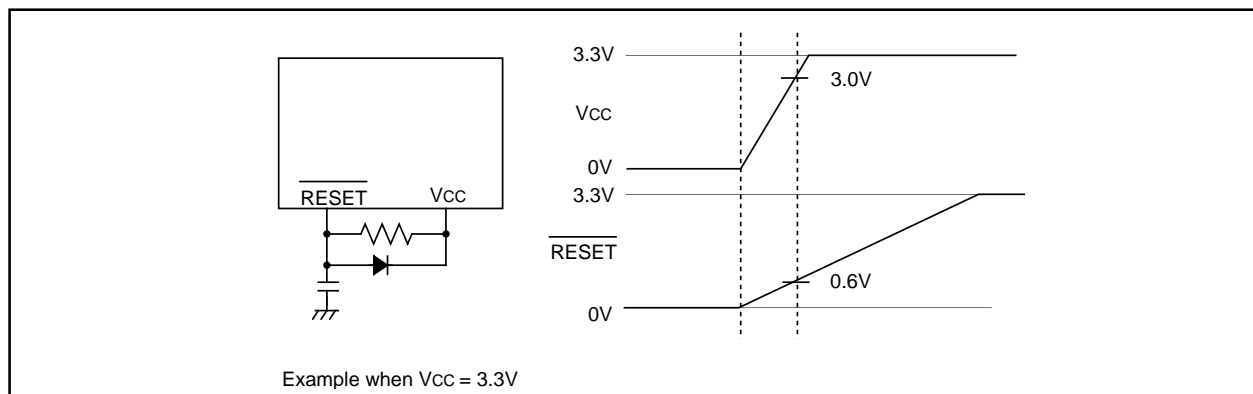 RESET
VCC
3.3V
3.0V
VCC
0V
3.3V
RESET
0.6V
0V
Example when VCC = 3.3V